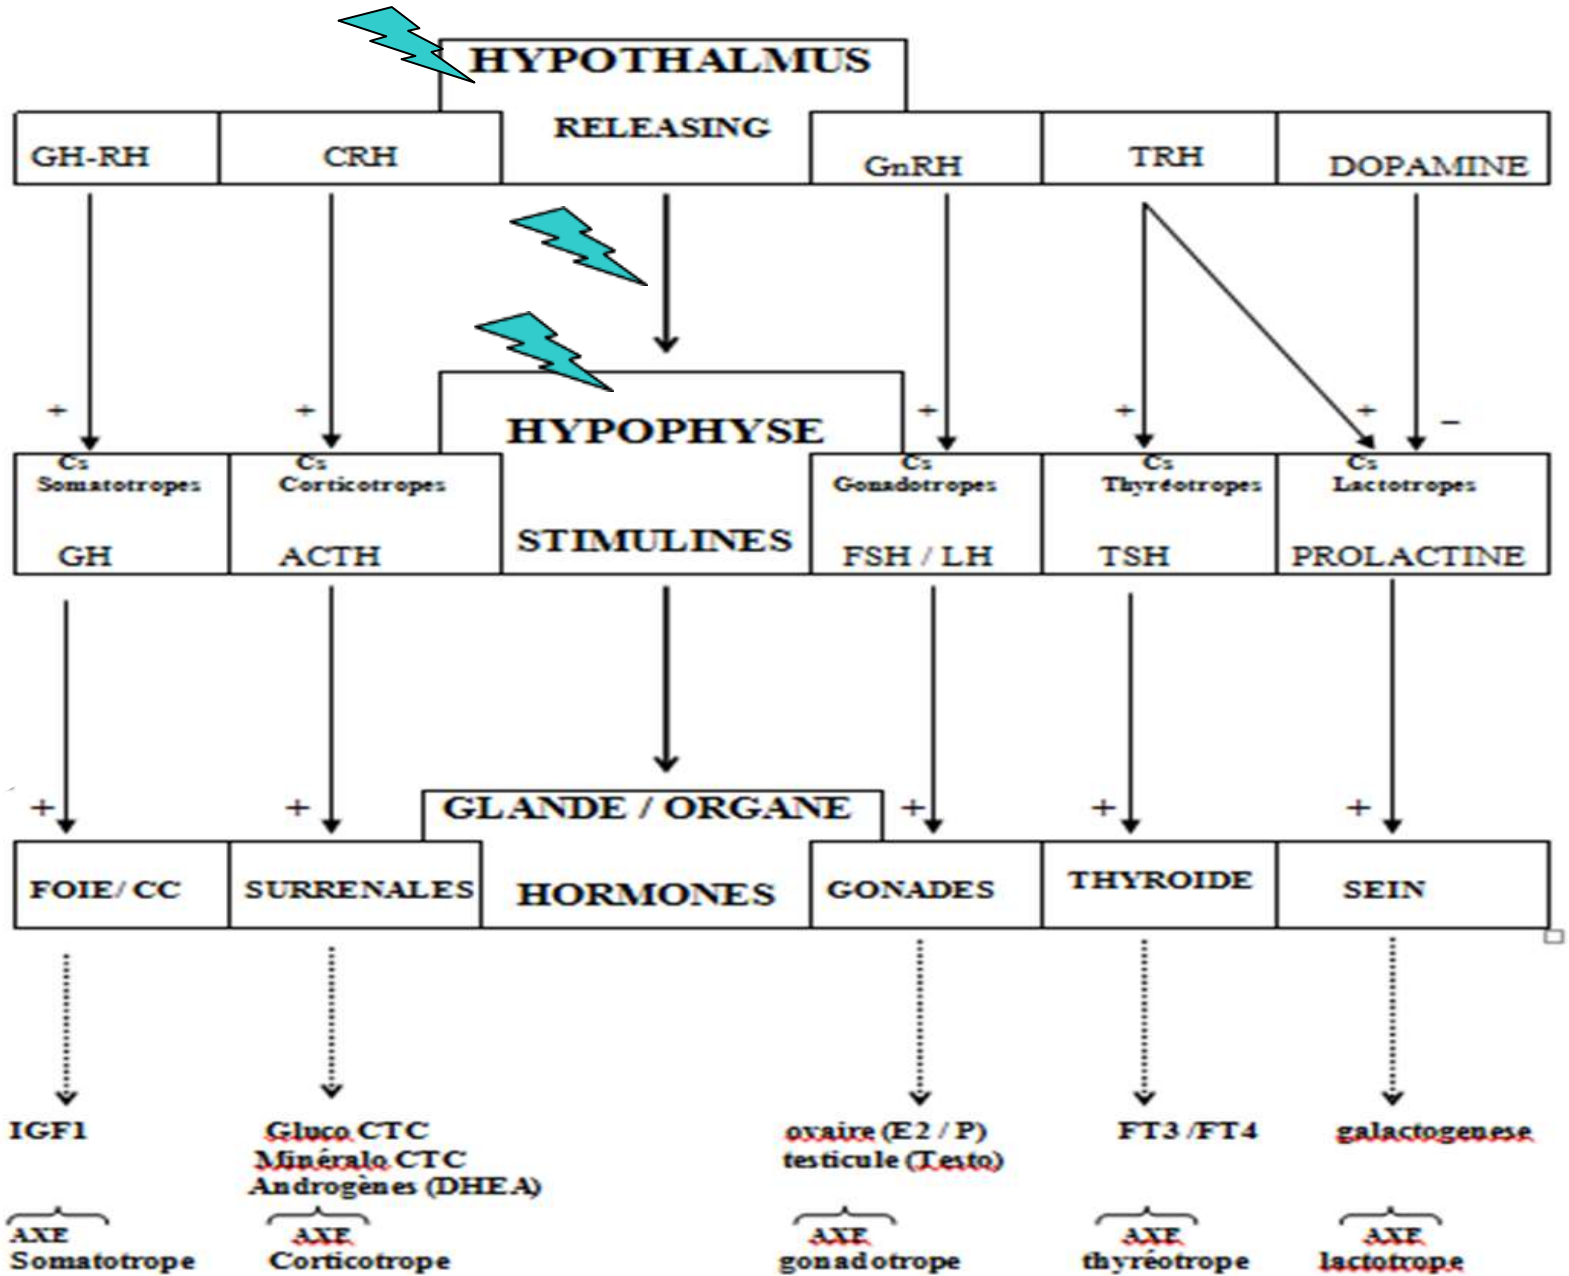 HYPOTHALMUS
RELEASING
GH-RH
CRH
GnRH
TRH
DOPAMINE
+
+
+
+
+
–
HYPOPHYSE
STIMULINES
Cs
Somatotropes
GH
Cs
Corticotropes
ACTH
Cs
Gonadotropes
FSH / LH
Cs
Thyréotropes
TSH
Cs
Lactotropes
PROLACTINE
+
+
+
+
+
GLANDE / ORGANE
HORMONES
FOIE/ CC
SURRENALES
GONADES
THYROIDE
SEIN
IGF1
Gluco CTC
Minéralo CTC
Androgènes (DHEA)
ovaire (E2 / P)
testicule (Testo)
FT3 /FT4
galactogenese
AXE
Somatotrope
AXE
Corticotrope
AXE
gonadotrope
AXE
thyréotrope
AXE
lactotrope